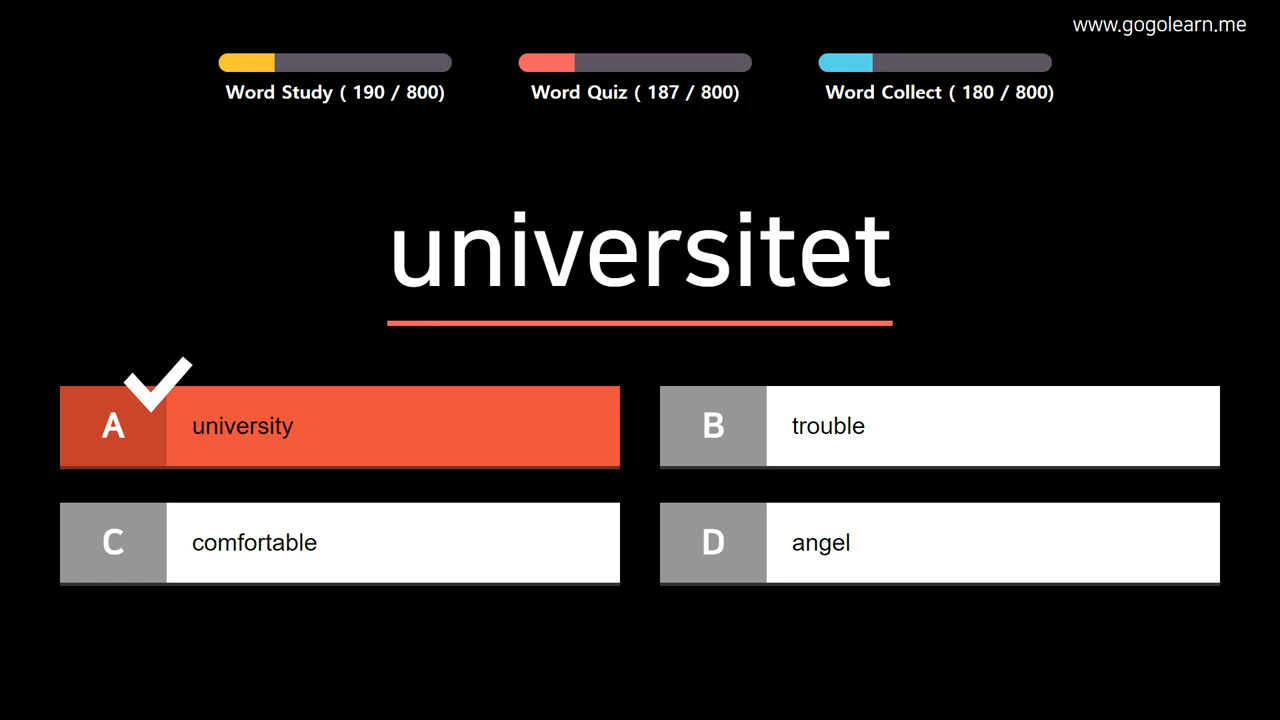 www.gogolearn.me
Word Study ( 190 / 800)
Word Quiz ( 187 / 800)
Word Collect ( 180 / 800)
universitet
A university
B trouble
C comfortable
D angel